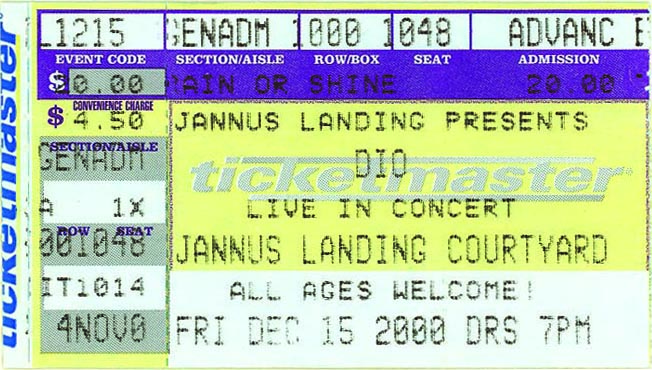 ticketmaster
L1215 GENADM 1000 1048 ADVANC E
EVENT CODE SECTION/AISLE ROW/BOX SEAT ADMISSION
$ 20.00 RAIN OR SHINE 20.00
CONVENIENCE CHARGE
$ 4.50 JANNUS LANDING PRESENTS
SECTION/AISLE
GENADM DIO
ticketmaster
A 1X LIVE IN CONCERT
ROW SEAT
001048 JANNUS LANDING COURTYARD
IT1014 ALL AGES WELCOME!
4NOV0 FRI DEC 15 2000 DRS 7PM